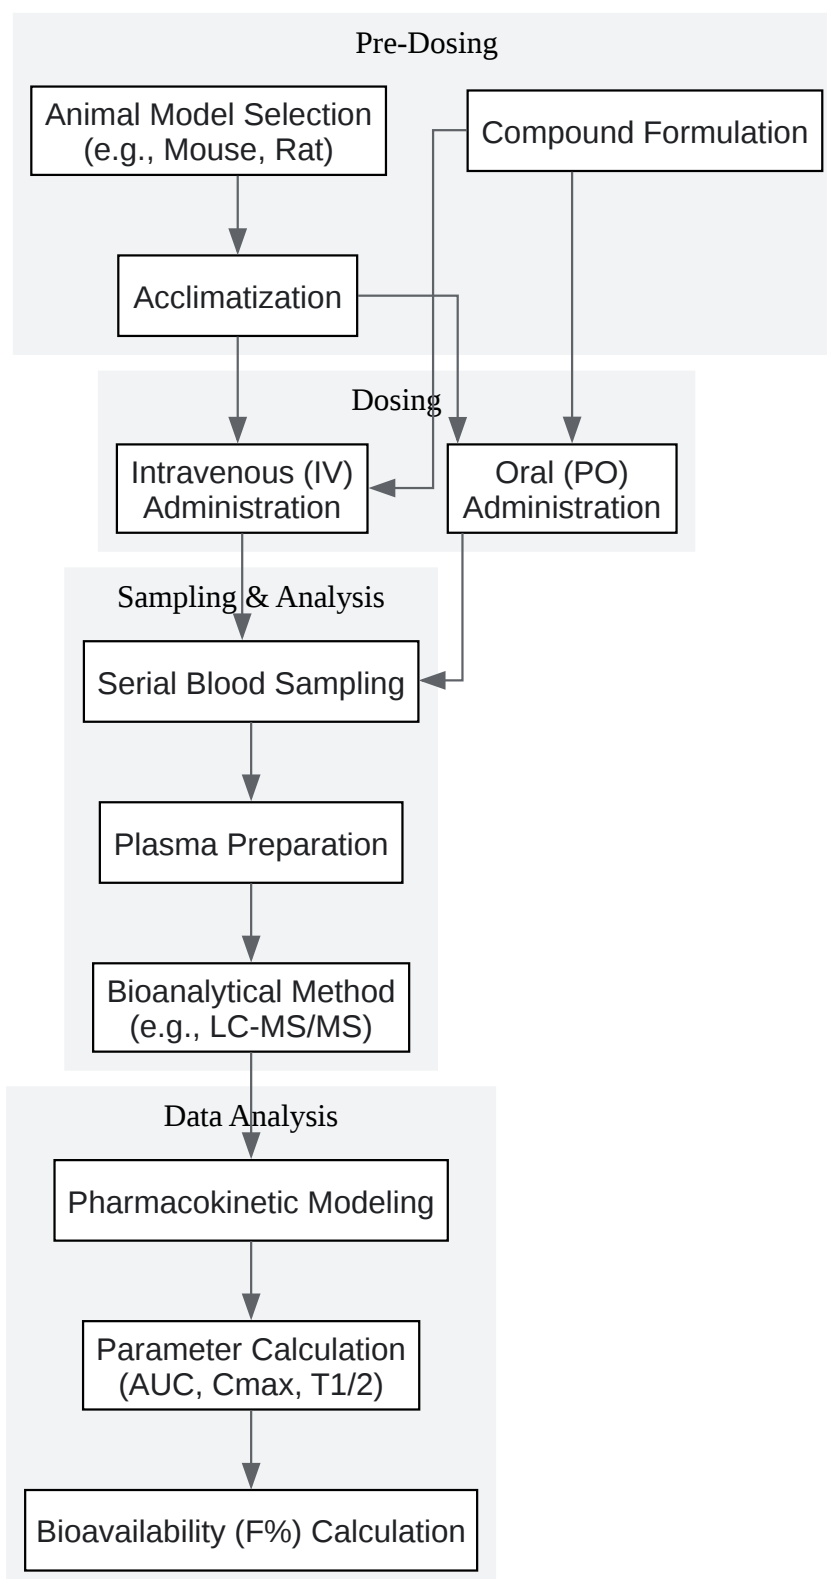 Pre-Dosing
Animal Model Selection
(e.g., Mouse, Rat)
Compound Formulation
Acclimatization
Dosing
Intravenous (IV)
Administration
Oral (PO)
Administration
Sampling & Analysis
Serial Blood Sampling
Plasma Preparation
Bioanalytical Method
(e.g., LC-MS/MS)
Data Analysis
Pharmacokinetic Modeling
Parameter Calculation
(AUC, Cmax, T1/2)
Bioavailability (F%) Calculation